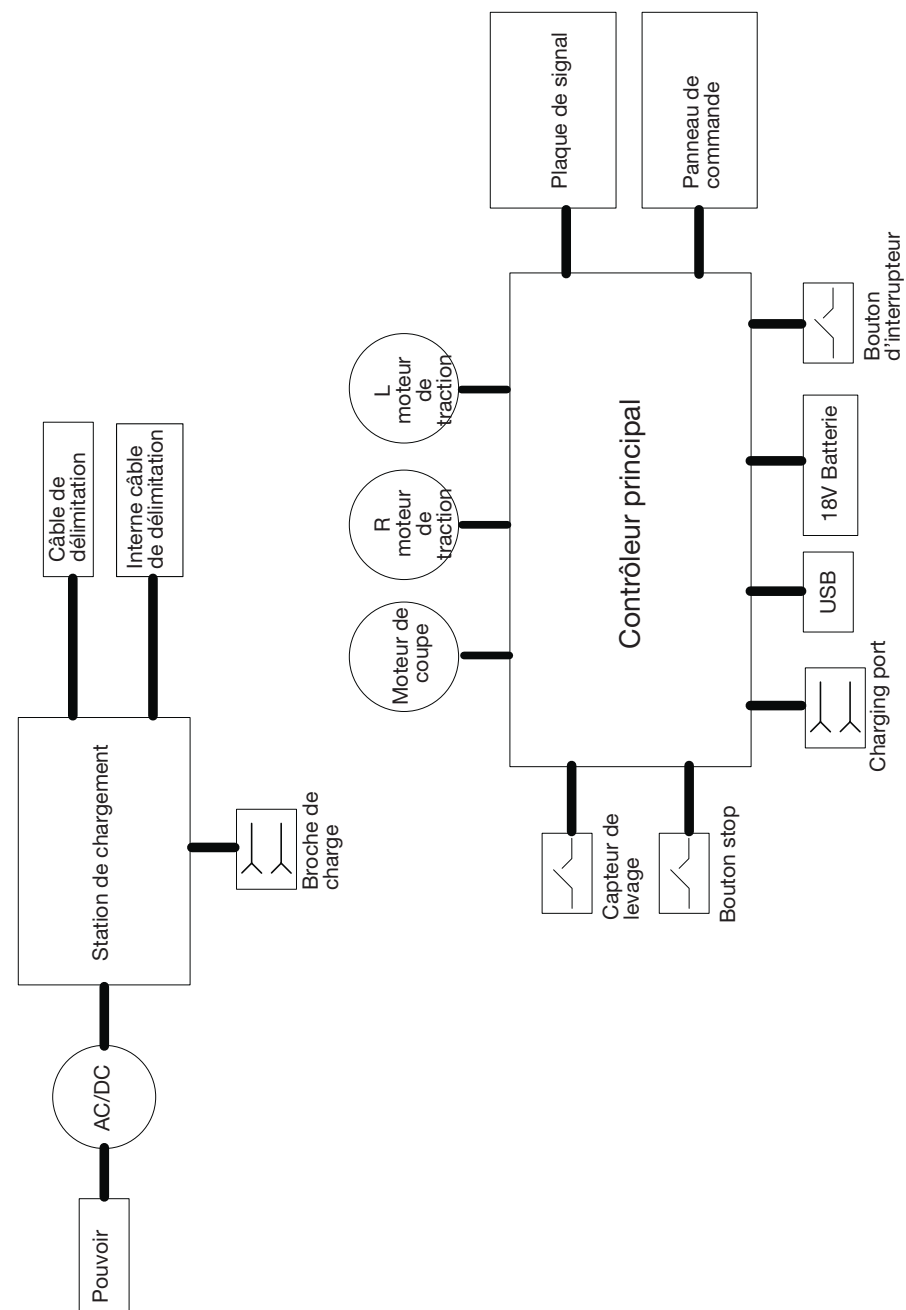 Pouvoir
AC/DC
Station de chargement
Câble de
délimitation
Interne câble
de délimitation
Broche de
charge
Moteur de
coupe
R
moteur
de
traction
L
moteur
de
traction
Capteur de
levage
Bouton stop
Contrôleur principal
Plaque de signal
Panneau de
commande
Charging port
USB
18V Batterie
Bouton
d'interrupteur